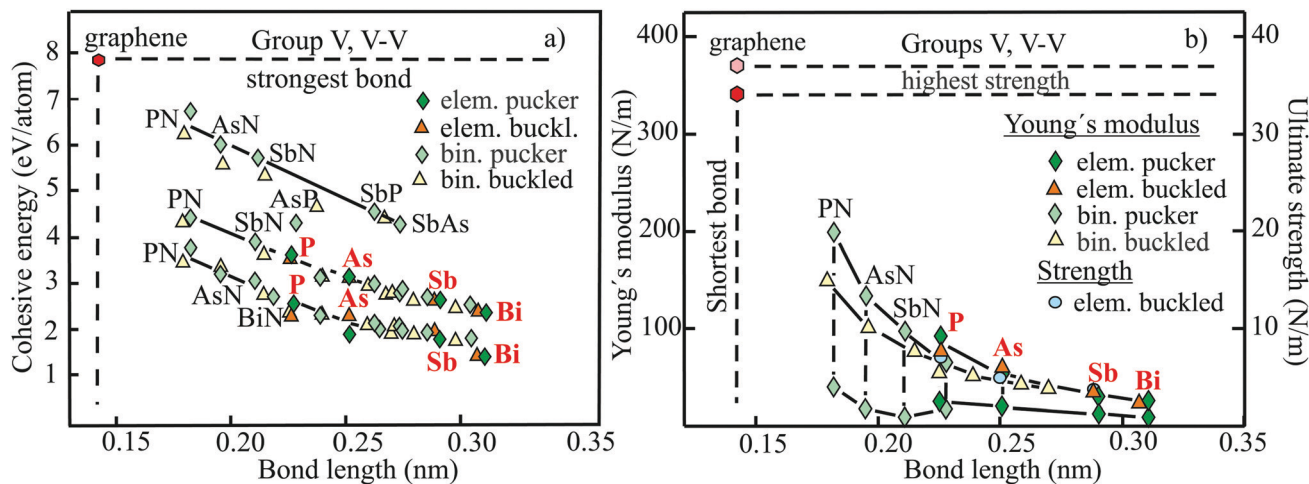 graphene
Group V, V-V
a)
strongest bond
elem. pucker
elem. buckl.
bin. pucker
bin. buckled
PN
AsN
SbN
AsP
SbP
SbAs
PN
SbN
P
As
Sb
Bi
PN
AsN
BiN
P
As
Sb
Bi
8
7
6
5
4
3
2
1
Cohesive energy (eV/atom)
0.15
0.20
0.25
0.30
0.35
Bond length (nm)
graphene
Groups V, V-V
b)
highest strength
Young´s modulus
elem. pucker
elem. buckled
bin. pucker
bin. buckled
Strength
elem. buckled
Shortest bond
PN
AsN
SbN
P
As
Sb
Bi
400
300
200
100
Young´s modulus (N/m)
40
30
20
10
Ultimate strength (N/m)
0.15
0.20
0.25
0.30
0.35
Bond length (nm)